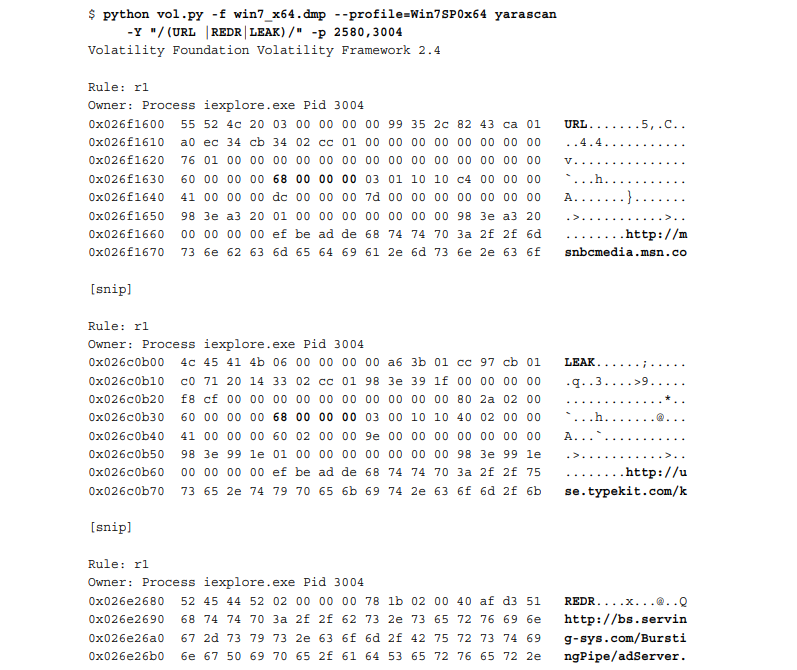 $ python vol.py -f win7_x64.dmp --profile=Win7SP0x64 yarascan
-Y "/(URL |REDR|LEAK)/" -p 2580,3004
Volatility Foundation Volatility Framework 2.4
Rule: r1
Owner: Process iexplore.exe Pid 3004
0x026f1600 55 52 4c 20 03 00 00 00 00 99 35 2c 82 43 ca 01 URL.......5,.C..
0x026f1610 a0 ec 34 cb 34 02 cc 01 00 00 00 00 00 00 00 00 ..4.4...........
0x026f1620 76 01 00 00 00 00 00 00 00 00 00 00 00 00 00 00 v...............
0x026f1630 60 00 00 00 68 00 00 00 03 01 10 10 c4 00 00 00 `...h...........
0x026f1640 41 00 00 00 dc 00 00 00 7d 00 00 00 00 00 00 00 A.......}.......
0x026f1650 98 3e a3 20 01 00 00 00 00 00 00 00 98 3e a3 20 .>...........>..
0x026f1660 00 00 00 00 ef be ad de 68 74 74 70 3a 2f 2f 6d ........http://m
0x026f1670 73 6e 62 63 6d 65 64 69 61 2e 6d 73 6e 2e 63 6f snbcmedia.msn.co
[snip]
Rule: r1
Owner: Process iexplore.exe Pid 3004
0x026c0b00 4c 45 41 4b 06 00 00 00 00 a6 3b 01 cc 97 cb 01 LEAK......;.....
0x026c0b10 c0 71 20 14 33 02 cc 01 98 3e 39 1f 00 00 00 00 .q..3....>9.....
0x026c0b20 f8 cf 00 00 00 00 00 00 00 00 00 00 80 2a 02 00 .............*..
0x026c0b30 60 00 00 00 68 00 00 00 03 00 10 10 40 02 00 00 `...h.......@...
0x026c0b40 41 00 00 00 60 02 00 00 9e 00 00 00 00 00 00 00 A...`...........
0x026c0b50 98 3e 99 1e 01 00 00 00 00 00 00 00 98 3e 99 1e .>...........>..
0x026c0b60 00 00 00 00 ef be ad de 68 74 74 70 3a 2f 2f 75 ........http://u
0x026c0b70 73 65 2e 74 79 70 65 6b 69 74 2e 63 6f 6d 2f 6b se.typekit.com/k
[snip]
Rule: r1
Owner: Process iexplore.exe Pid 3004
0x026e2680 52 45 44 52 02 00 00 00 78 1b 02 00 40 af d3 51 REDR....x...@..Q
0x026e2690 68 74 74 70 3a 2f 2f 62 73 2e 73 65 72 76 69 6e http://bs.servin
0x026e26a0 67 2d 73 79 73 2e 63 6f 6d 2f 42 75 72 73 74 69 g-sys.com/Bursti
0x026e26b0 6e 67 50 69 70 65 2f 61 64 53 65 72 76 65 72 2e ngPipe/adServer.